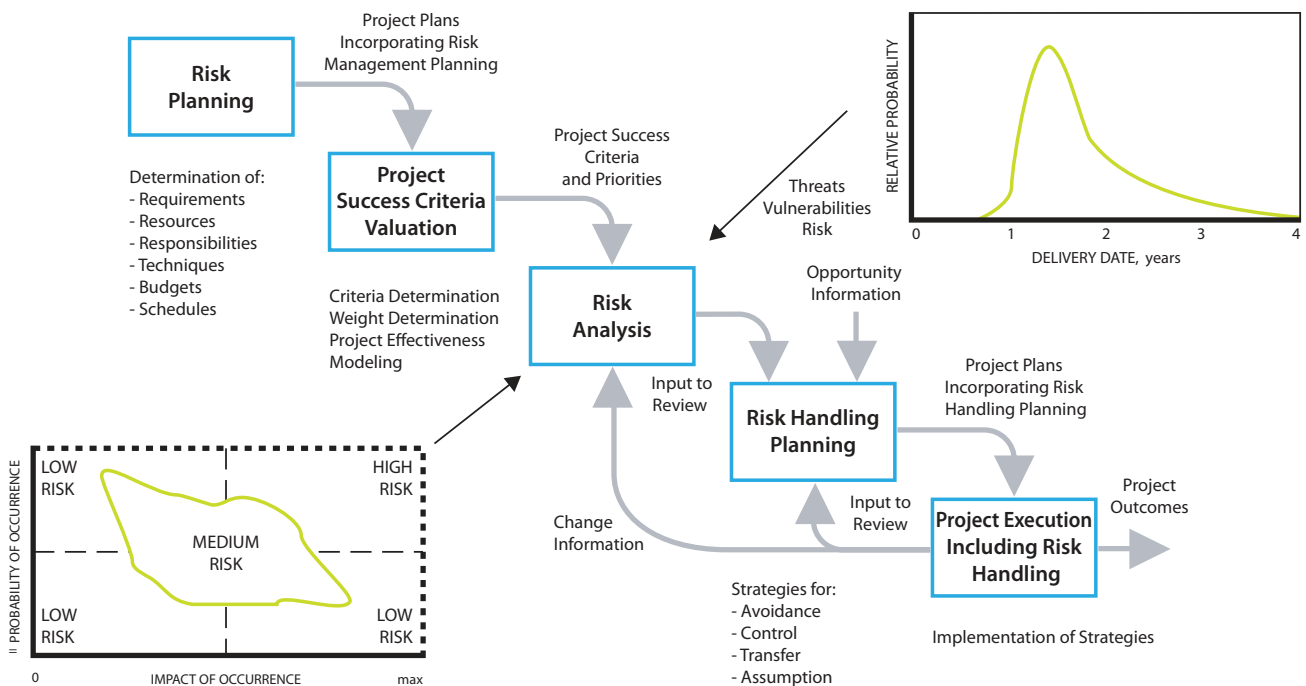 Project Plans
Incorporating Risk
Management Planning
Risk
Planning
Project Success
Criteria
and Priorities
Determination of:
- Requirements
- Resources
- Responsibilities
- Techniques
- Budgets
- Schedules
Project
Success Criteria
Valuation
Threats
Vulnerabilities
Risk
RELATIVE PROBABILITY
0 1 2 3 4
DELIVERY DATE, years
Criteria Determination
Weight Determination
Project Effectiveness
Modeling
Risk
Analysis
Opportunity
Information
Input to
Review
Risk Handling
Planning
Project Plans
Incorporating Risk
Handling Planning
Change
Information
Input to
Review
Project Execution
Including Risk
Handling
Project
Outcomes
Strategies for:
- Avoidance
- Control
- Transfer
- Assumption
Implementation of Strategies
= PROBABILITY OF OCCURRENCE
LOW
RISK
HIGH
RISK
MEDIUM
RISK
LOW
RISK
LOW
RISK
0
IMPACT OF OCCURRENCE
max